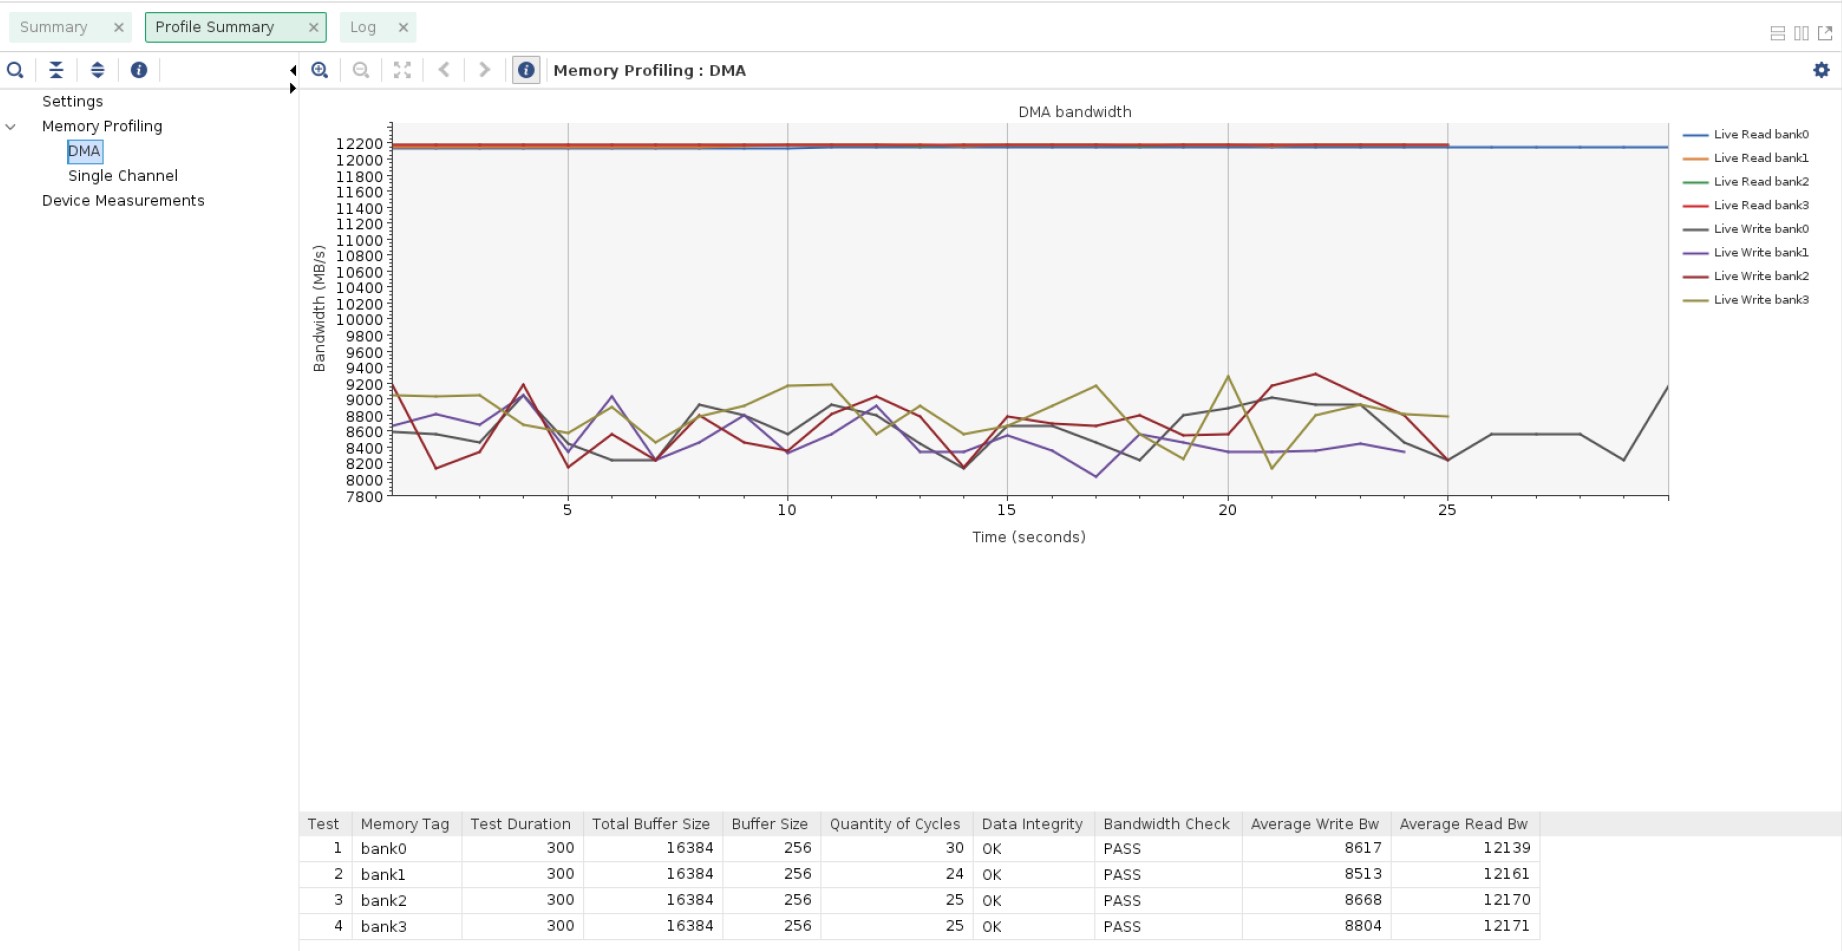 Summary Profile Summary Log
Memory Profiling : DMA
Settings
Memory Profiling
DMA
Single Channel
Device Measurements
DMA bandwidth
Bandwidth (MB/s)
12200
12000
11800
11600
11400
11200
11000
10800
10600
10400
10200
10000
9800
9600
9400
9200
9000
8800
8600
8400
8200
8000
7800
5 10 15 20 25
Time (seconds)
Live Read bank0
Live Read bank1
Live Read bank2
Live Read bank3
Live Write bank0
Live Write bank1
Live Write bank2
Live Write bank3
Test Memory Tag Test Duration Total Buffer Size Buffer Size Quantity of Cycles Data Integrity Bandwidth Check Average Write Bw Average Read Bw
1 bank0 300 16384 256 30 OK PASS 8617 12139
2 bank1 300 16384 256 24 OK PASS 8513 12161
3 bank2 300 16384 256 25 OK PASS 8668 12170
4 bank3 300 16384 256 25 OK PASS 8804 12171